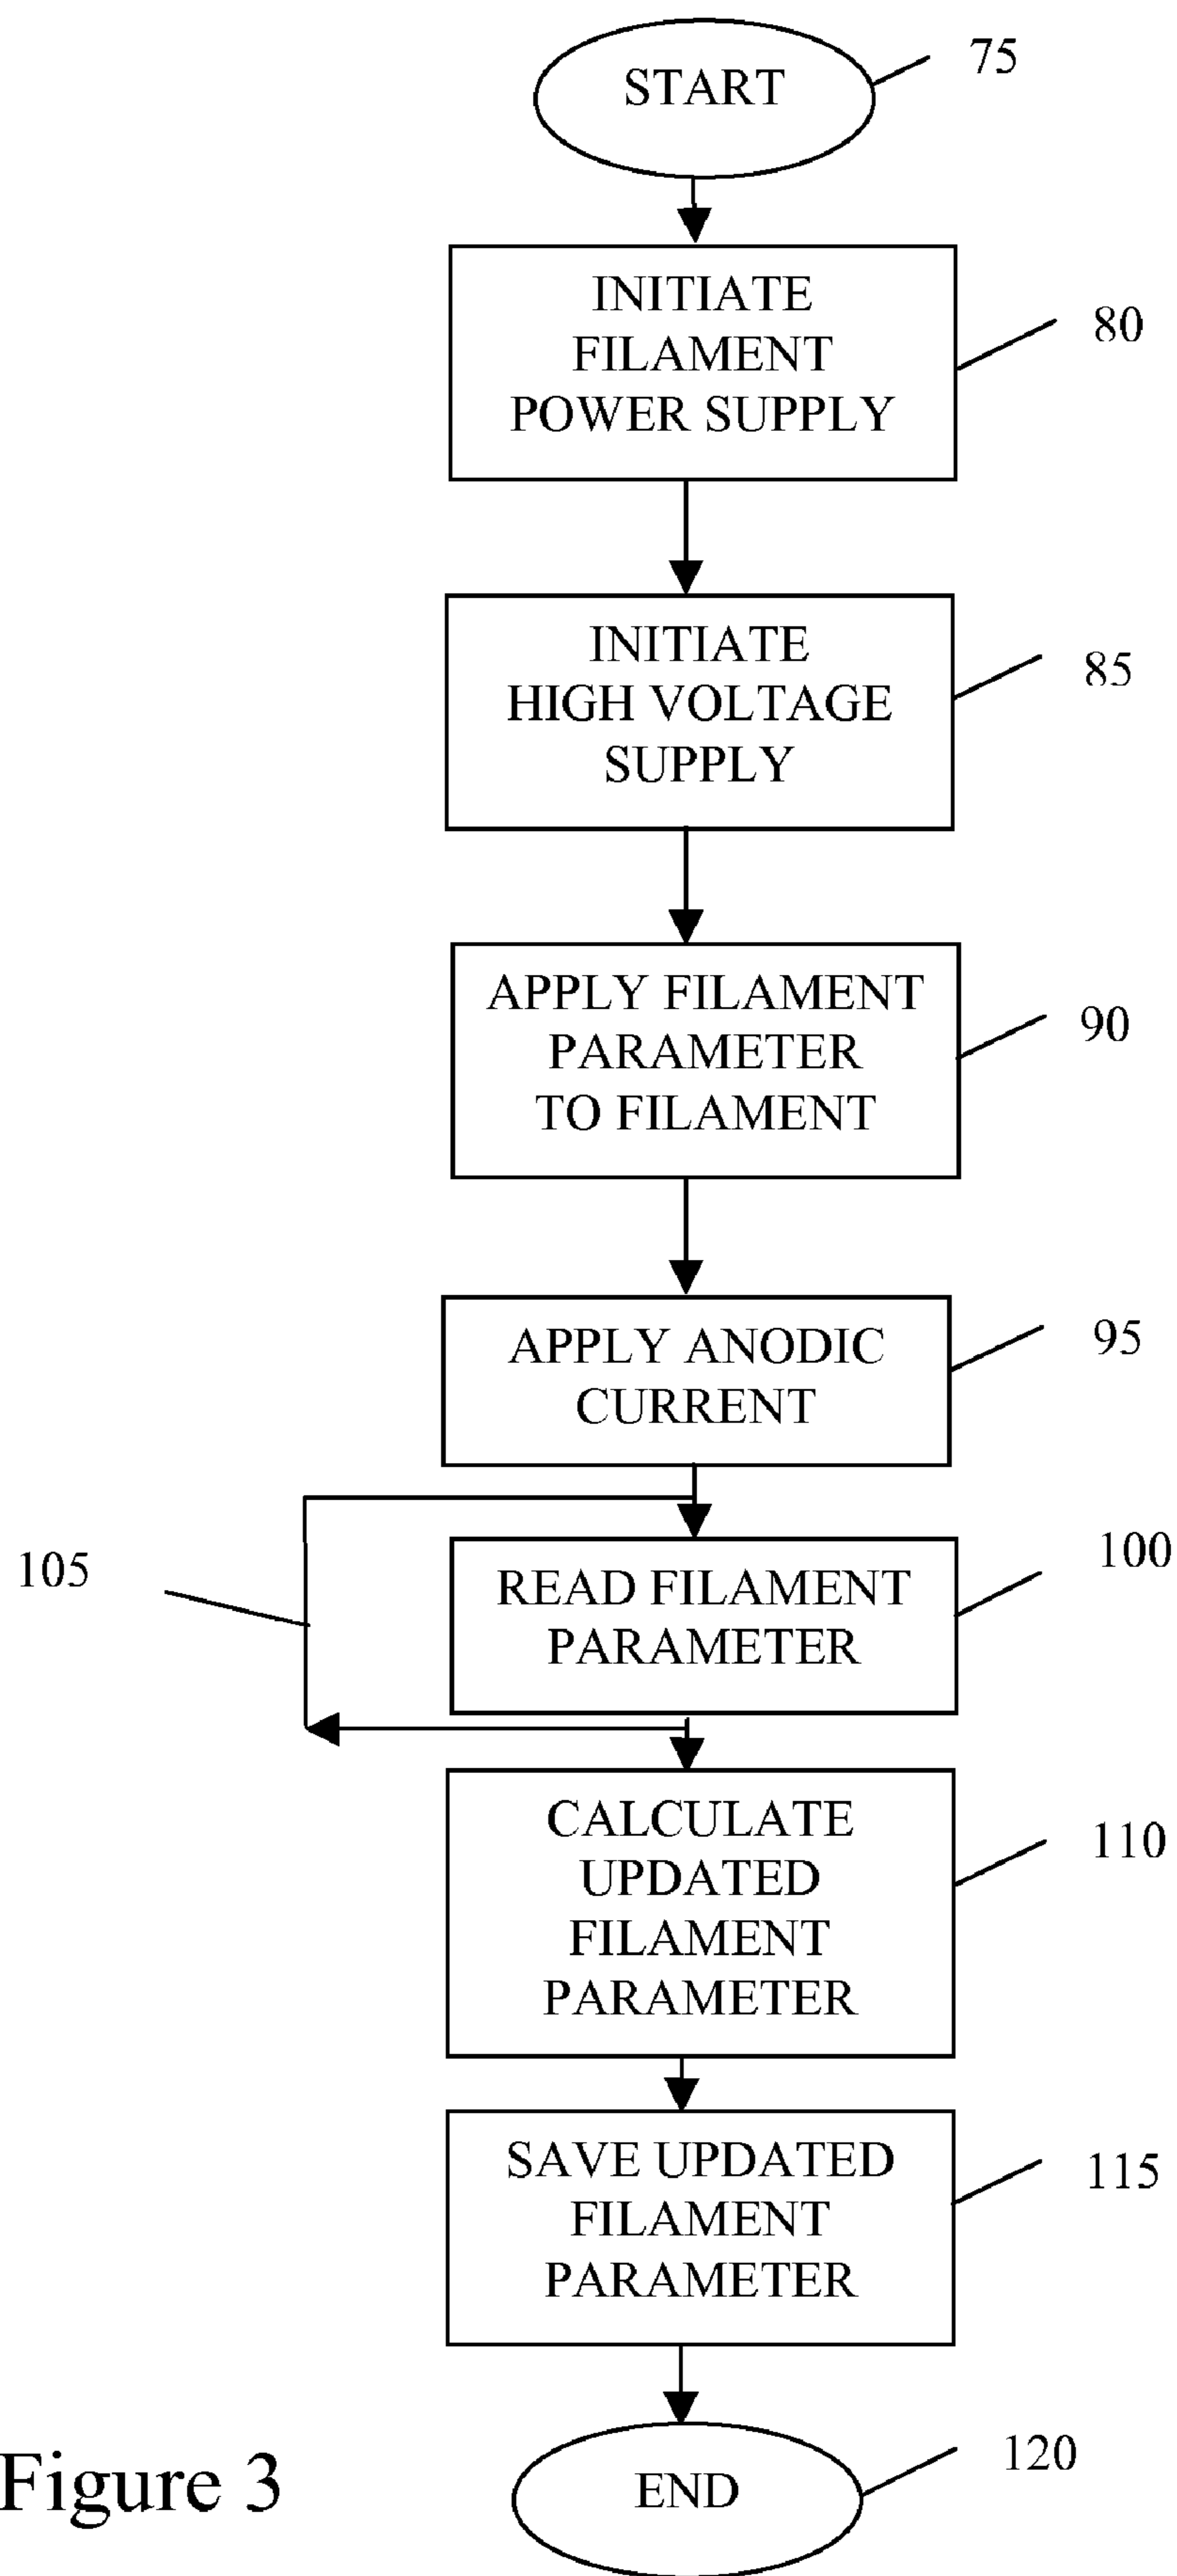 START
75
INITIATE
FILAMENT
POWER SUPPLY
80
INITIATE
HIGH VOLTAGE
SUPPLY
85
APPLY FILAMENT
PARAMETER
TO FILAMENT
90
APPLY ANODIC
CURRENT
95
READ FILAMENT
PARAMETER
100
105
CALCULATE
UPDATED
FILAMENT
PARAMETER
110
SAVE UPDATED
FILAMENT
PARAMETER
115
END
120
Figure 3